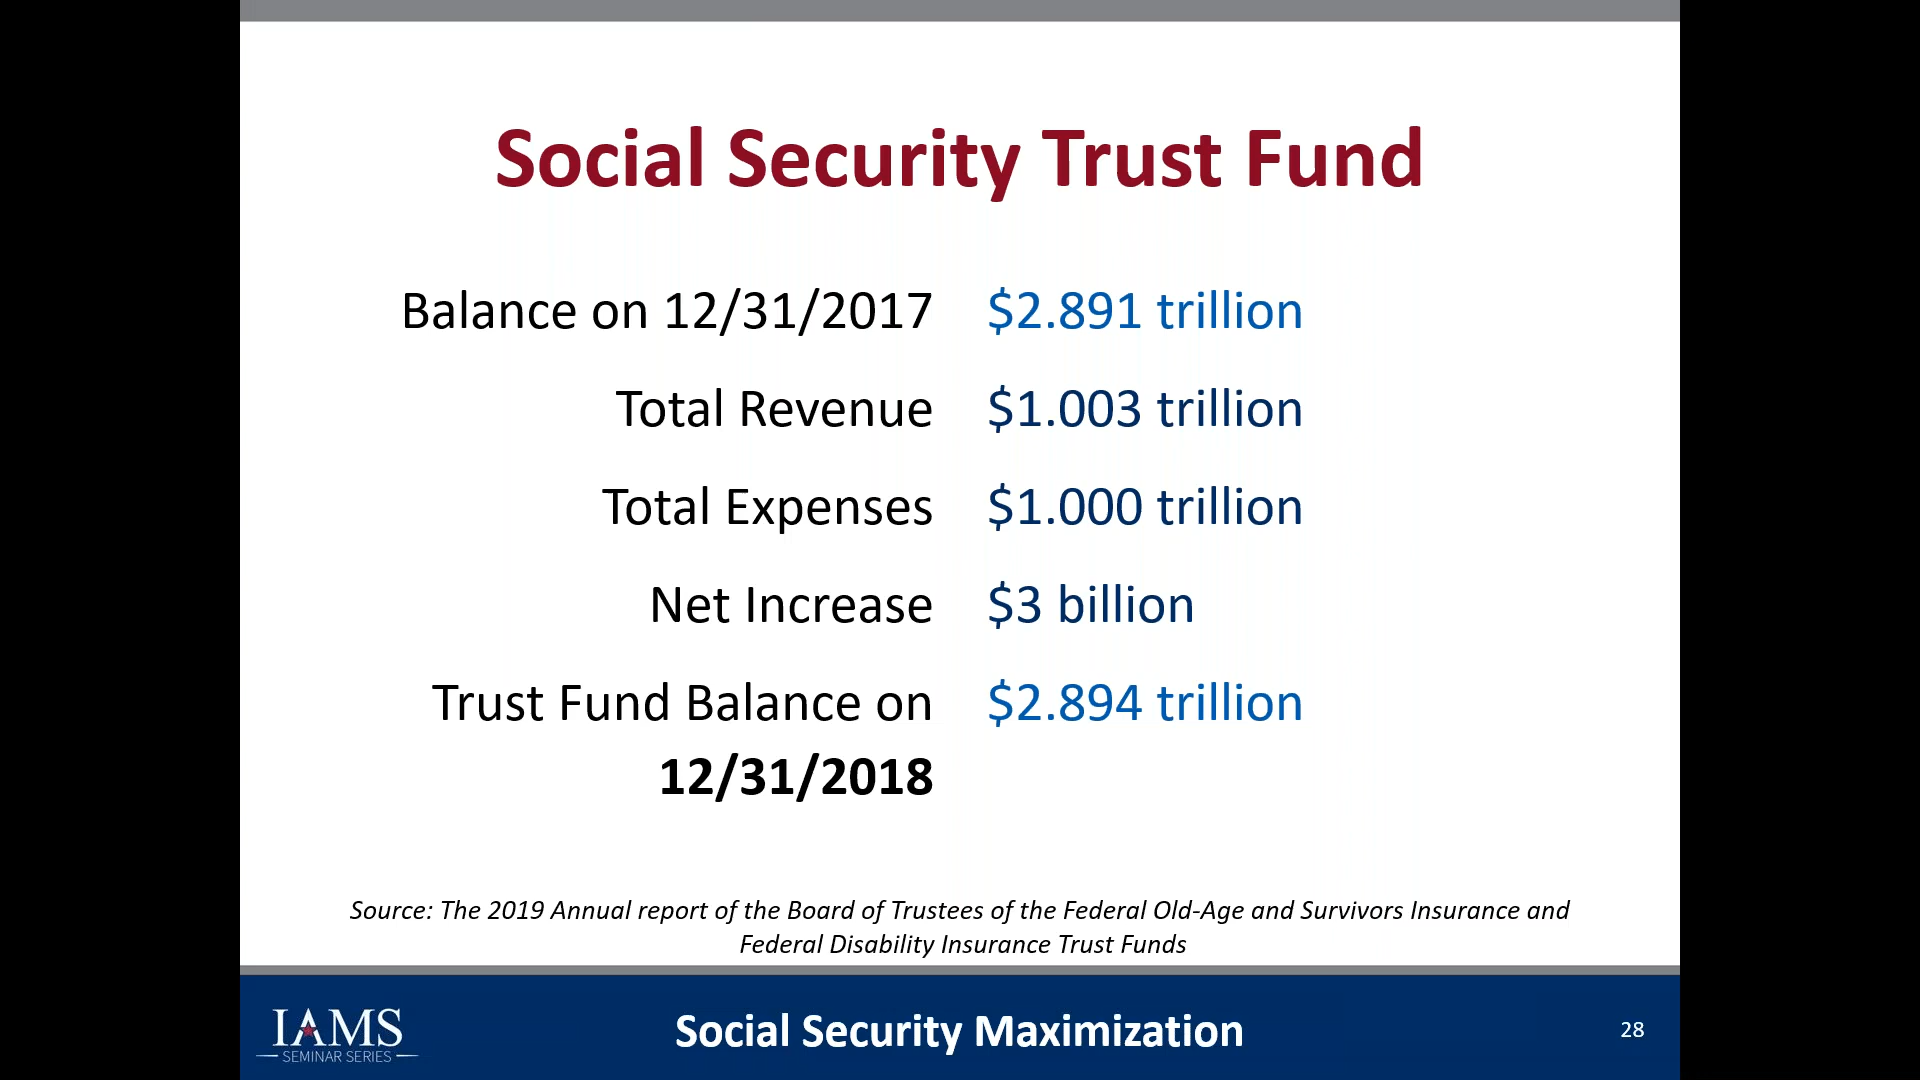 Social Security Trust Fund
Balance on 12/31/2017 $2.891 trillion
Total Revenue $1.003 trillion
Total Expenses $1.000 trillion
Net Increase $3 billion
Trust Fund Balance on $2.894 trillion
12/31/2018
Source: The 2019 Annual report of the Board of Trustees of the Federal Old-Age and Survivors Insurance and
Federal Disability Insurance Trust Funds
IAMS
SEMINAR SERIES
Social Security Maximization
28